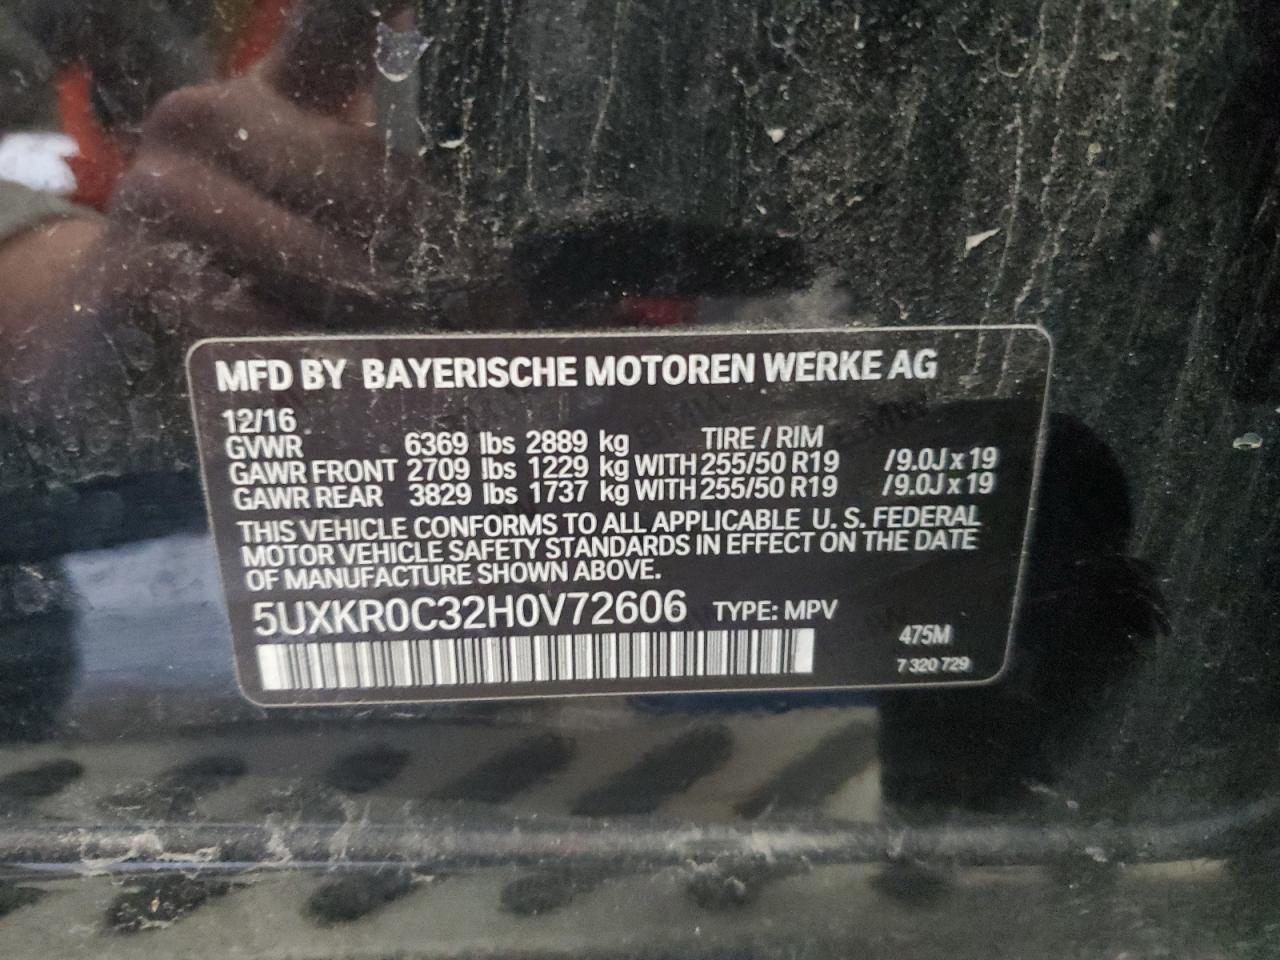 MFD BY BAYERISCHE MOTOREN WERKE AG
12/16
GVWR 6369 lbs 2889 kg TIRE / RIM
GAWR FRONT 2709 lbs 1229 kg WITH 255/50 R19 /9.0J x 19
GAWR REAR 3829 lbs 1737 kg WITH 255/50 R19 /9.0J x 19
THIS VEHICLE CONFORMS TO ALL APPLICABLE U. S. FEDERAL
MOTOR VEHICLE SAFETY STANDARDS IN EFFECT ON THE DATE
OF MANUFACTURE SHOWN ABOVE.
5UXKR0C32H0V72606 TYPE: MPV
475M
7 320 729